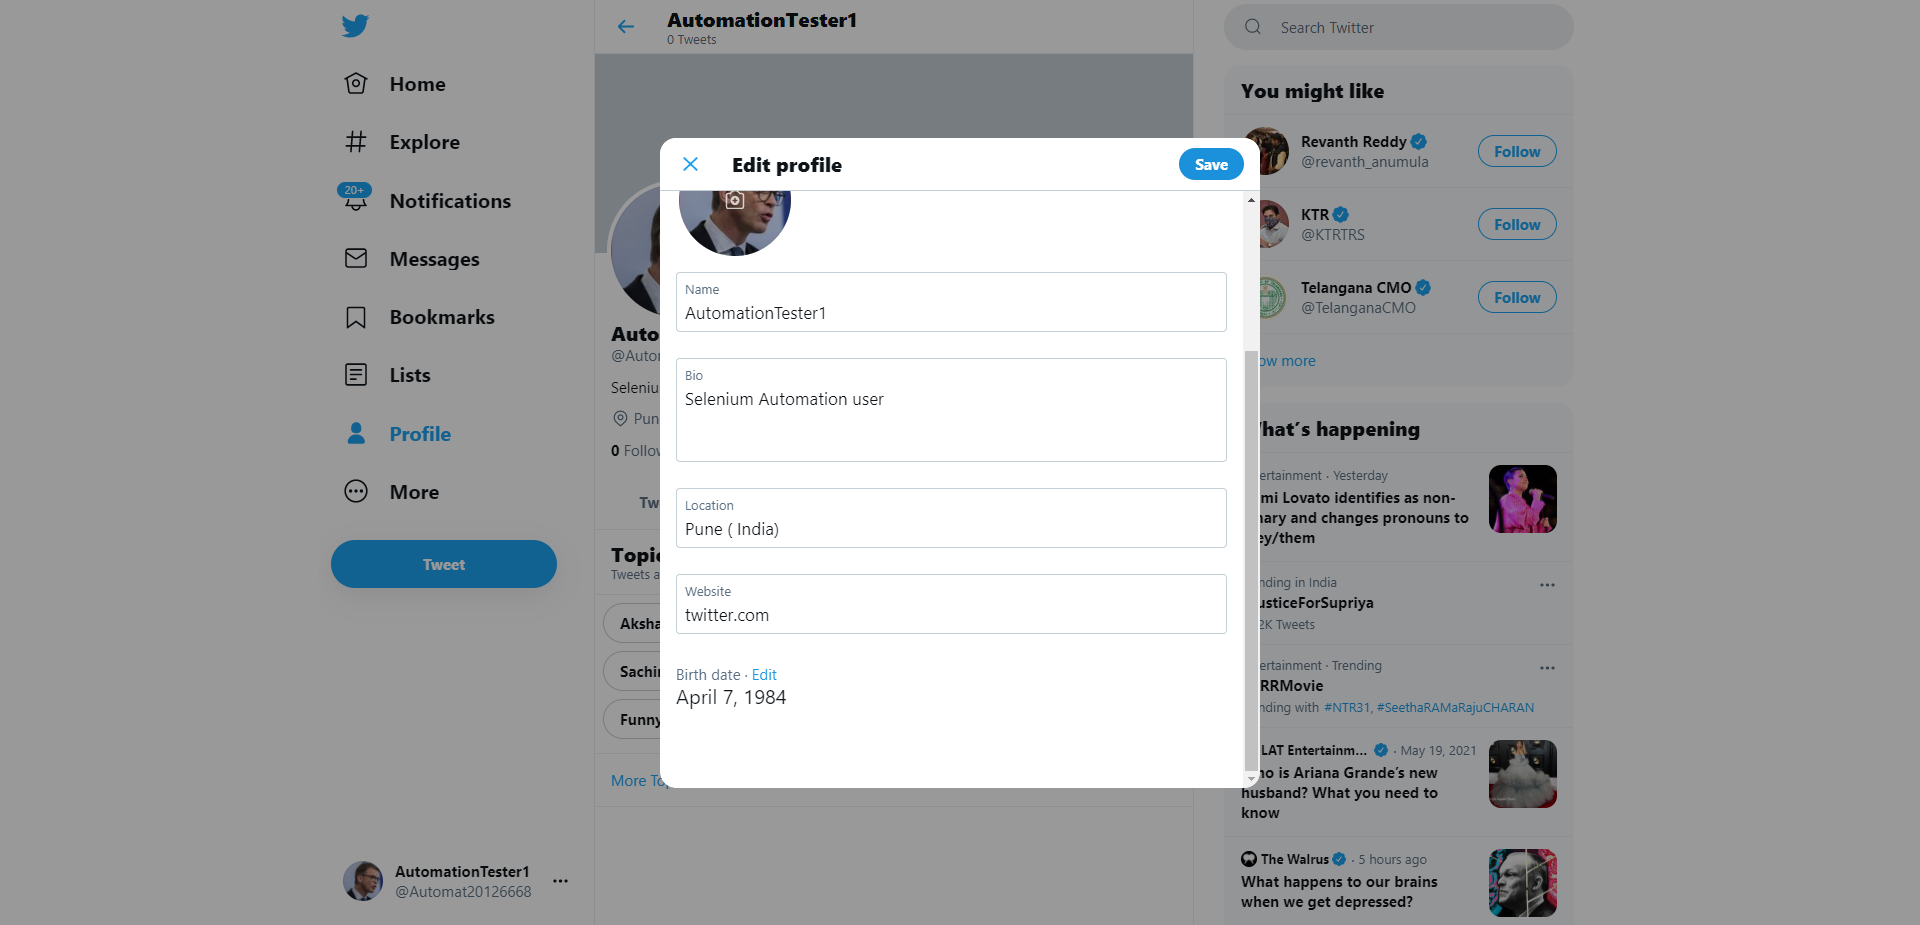 Home
Explore
20+
Notifications
Messages
Bookmarks
Lists
Profile
More
Tweet
AutomationTester1
@Automat20126668
AutomationTester1
0 Tweets
Auto
@Autor
Seleniu
Pun
0 Follow
Tw
Topic
Tweets a
Aksha
Sachin
Funny
More To
Edit profile
Save
Name
AutomationTester1
Bio
Selenium Automation user
Location
Pune ( India)
Website
twitter.com
Birth date · Edit
April 7, 1984
Search Twitter
You might like
Revanth Reddy
@revanth_anumula
Follow
KTR
@KTRTRS
Follow
Telangana CMO
@TelanganaCMO
Follow
ow more
hat’s happening
ertainment · Yesterday
mi Lovato identifies as non-
nary and changes pronouns to
ey/them
nding in India
usticeForSupriya
2K Tweets
ertainment · Trending
RRMovie
nding with #NTR31, #SeethaRAMaRajuCHARAN
LAT Entertainm... · May 19, 2021
ho is Ariana Grande’s new
husband? What you need to
know
The Walrus · 5 hours ago
What happens to our brains
when we get depressed?